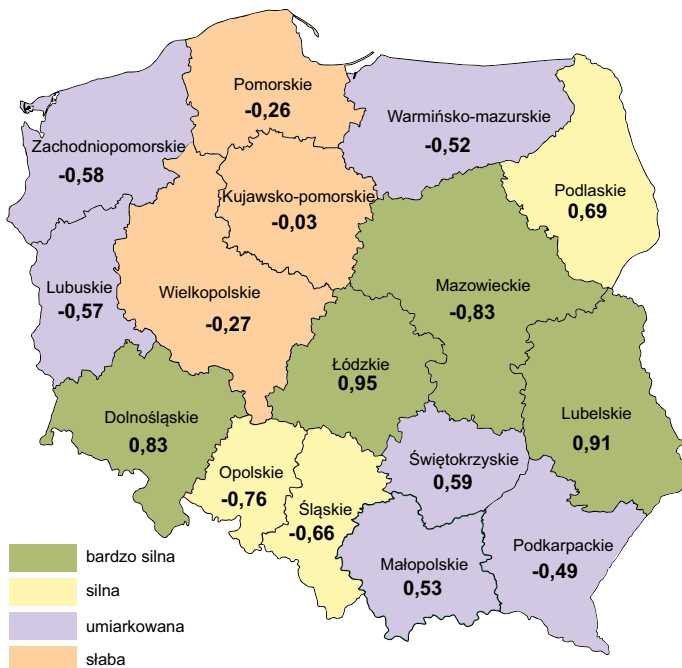 Pomorskie
-0,26
Warmińsko-mazurskie
-0,52
Zachodniopomorskie
-0,58
Podlaskie
0,69
Kujawsko-pomorskie
-0,03
Lubuskie
-0,57
Wielkopolskie
-0,27
Mazowieckie
-0,83
Łódzkie
0,95
Dolnośląskie
0,83
Lubelskie
0,91
Opolskie
-0,76
Śląskie
-0,66
Świętokrzyskie
0,59
Małopolskie
0,53
Podkarpackie
-0,49
bardzo silna
silna
umiarkowana
słaba